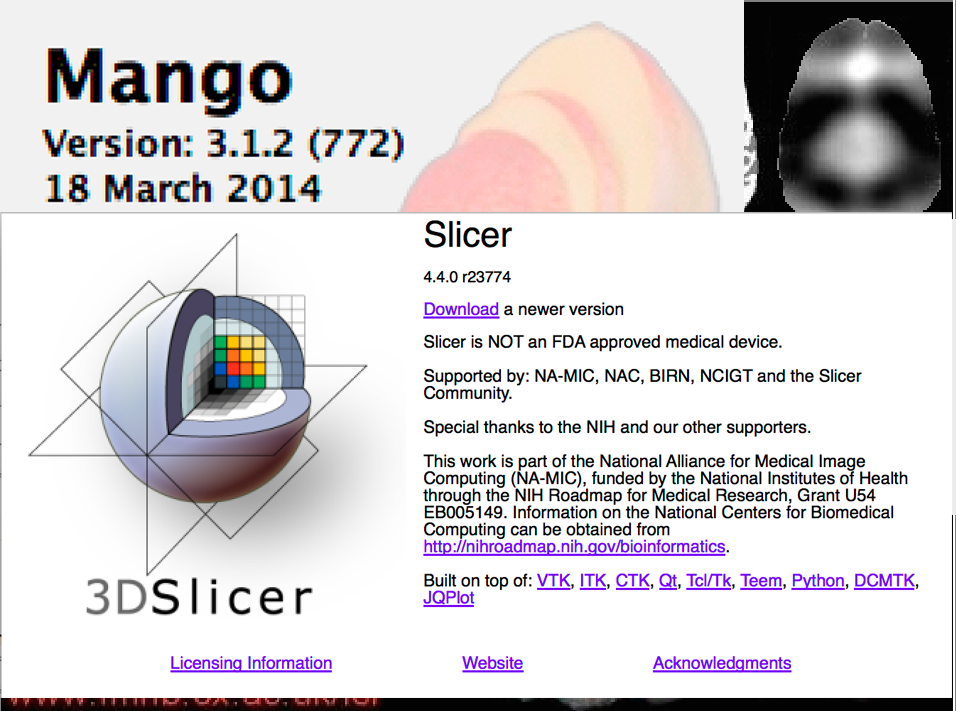 Mango
Version: 3.1.2 (772)
18 March 2014
Slicer
4.4.0 r23774
Download a newer version
Slicer is NOT an FDA approved medical device.
Supported by: NA-MIC, NAC, BIRN, NCIGT and the Slicer
Community.
Special thanks to the NIH and our other supporters.
This work is part of the National Alliance for Medical Image
Computing (NA-MIC), funded by the National Institutes of Health
through the NIH Roadmap for Medical Research, Grant U54
EB005149. Information on the National Centers for Biomedical
Computing can be obtained from
http://nihroadmap.nih.gov/bioinformatics.
Built on top of: VTK, ITK, CTK, Qt, Tcl/Tk, Teem, Python, DCMTK,
JQPlot
3DSlicer
Licensing Information Website Acknowledgments